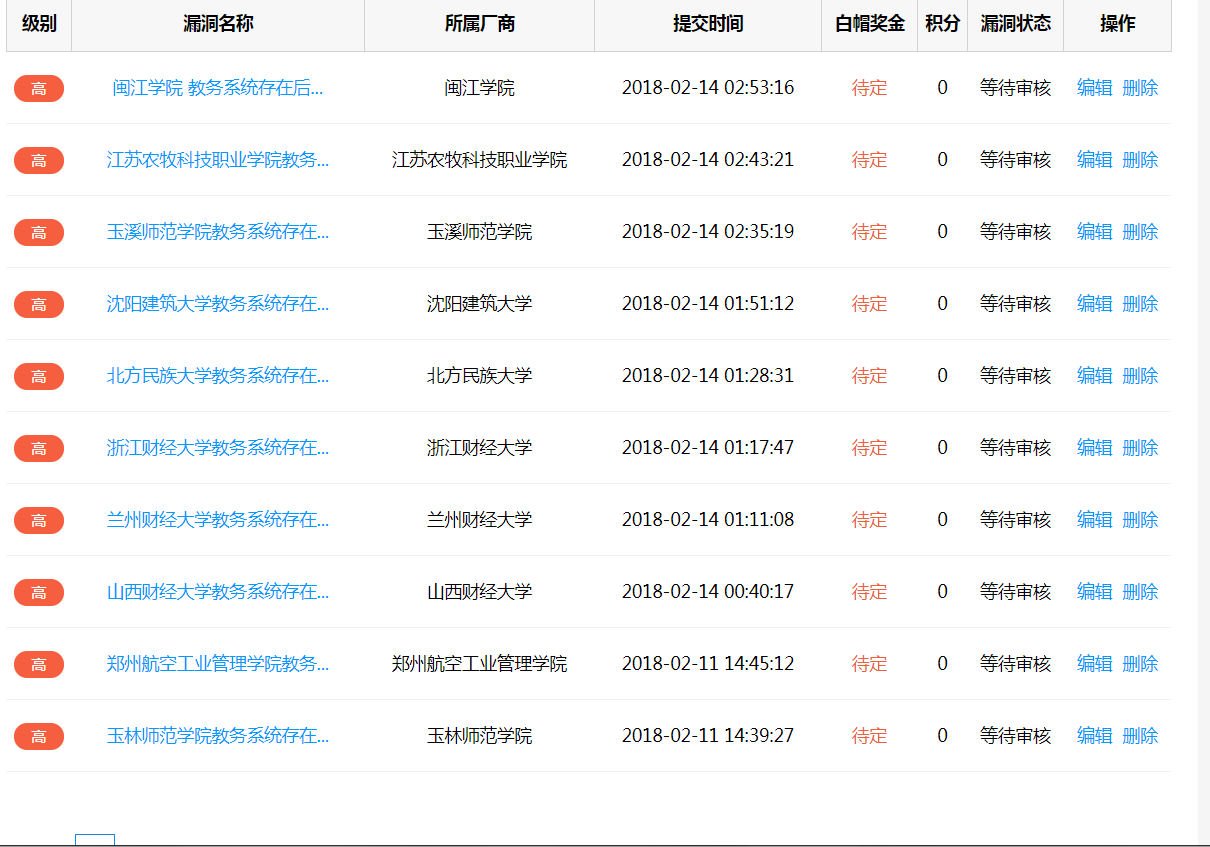 级别 漏洞名称 所属厂商 提交时间 白帽奖金 积分 漏洞状态 操作
高 闽江学院 教务系统存在后... 闽江学院 2018-02-14 02:53:16 待定 0 等待审核 编辑 删除
高 江苏农牧科技职业学院教务... 江苏农牧科技职业学院 2018-02-14 02:43:21 待定 0 等待审核 编辑 删除
高 玉溪师范学院教务系统存在... 玉溪师范学院 2018-02-14 02:35:19 待定 0 等待审核 编辑 删除
高 沈阳建筑大学教务系统存在... 沈阳建筑大学 2018-02-14 01:51:12 待定 0 等待审核 编辑 删除
高 北方民族大学教务系统存在... 北方民族大学 2018-02-14 01:28:31 待定 0 等待审核 编辑 删除
高 浙江财经大学教务系统存在... 浙江财经大学 2018-02-14 01:17:47 待定 0 等待审核 编辑 删除
高 兰州财经大学教务系统存在... 兰州财经大学 2018-02-14 01:11:08 待定 0 等待审核 编辑 删除
高 山西财经大学教务系统存在... 山西财经大学 2018-02-14 00:40:17 待定 0 等待审核 编辑 删除
高 郑州航空工业管理学院教务... 郑州航空工业管理学院 2018-02-11 14:45:12 待定 0 等待审核 编辑 删除
高 玉林师范学院教务系统存在... 玉林师范学院 2018-02-11 14:39:27 待定 0 等待审核 编辑 删除